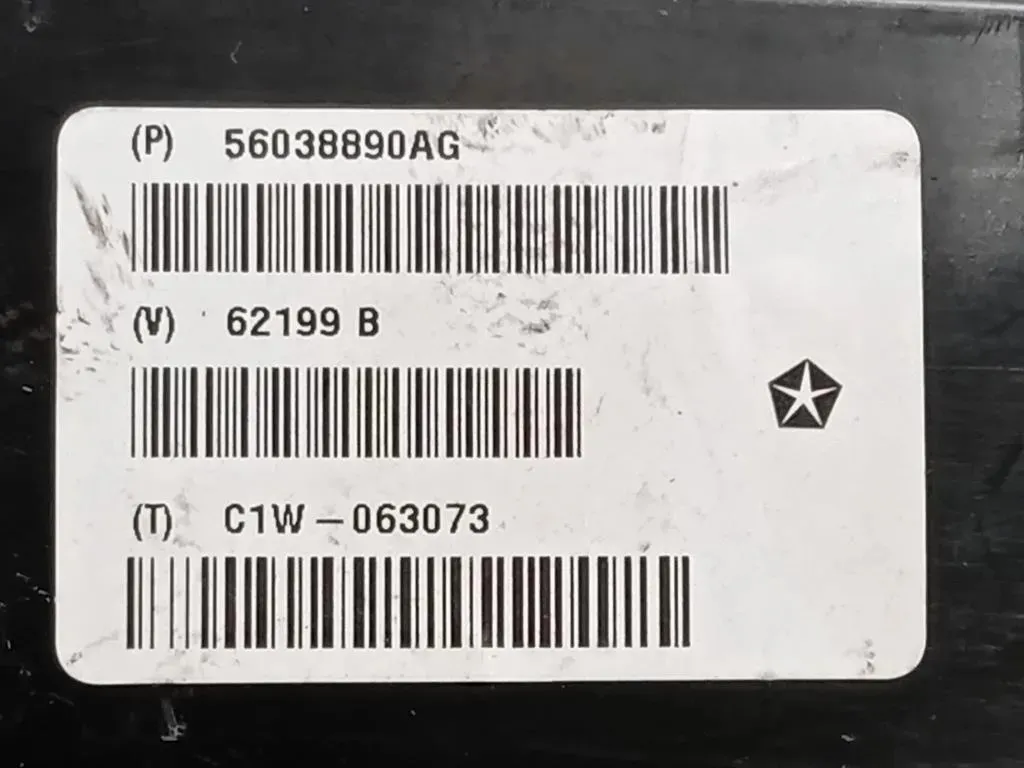 (P) 56038890AG
(V) 62199 B
(T) C1W-063073